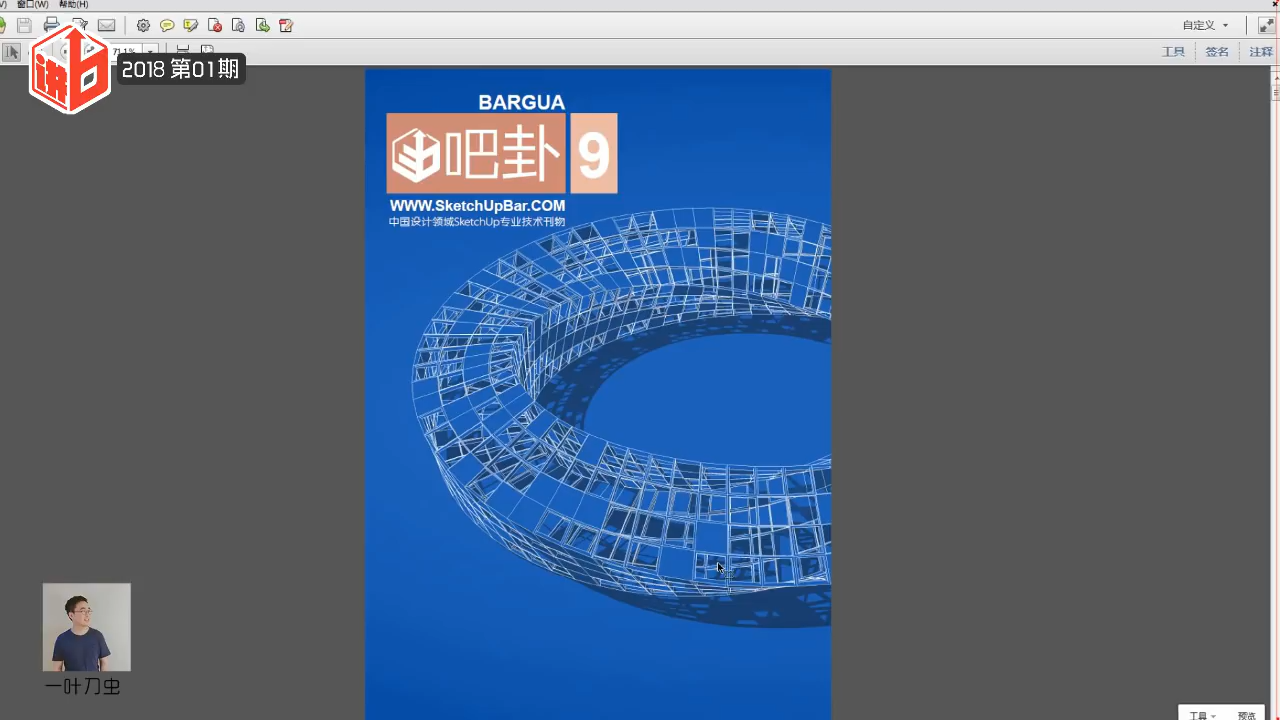 窗口(W) 帮助(H)
自定义
71.1%
工具 签名 注释
2018 第01期
BARGUA
吧卦 9
WWW.SketchUpBar.COM
中国设计领域SketchUp专业技术刊物
一叶刀虫
工具 预览